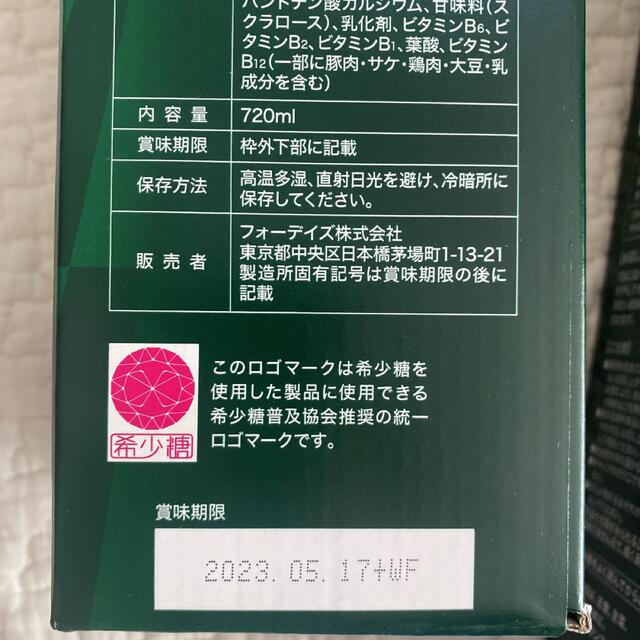 パントテン酸カルシウム、甘味料(ス
クラロース)、乳化剤、ビタミンB6、ビ
タミンB2、ビタミンB1、葉酸、ビタミン
B12(一部に豚肉・サケ・鶏肉・大豆・乳
成分を含む)
内容量 720ml
賞味期限 枠外下部に記載
保存方法 高温多湿、直射日光を避け、冷暗所に
保存してください。
販売者 フォーデイズ株式会社
東京都中央区日本橋茅場町1-13-21
製造所固有記号は賞味期限の後に
記載
このロゴマークは希少糖を
使用した製品に使用できる
希少糖普及協会推奨の統一
ロゴマークです。
希少糖
賞味期限
2023.05.17+WF